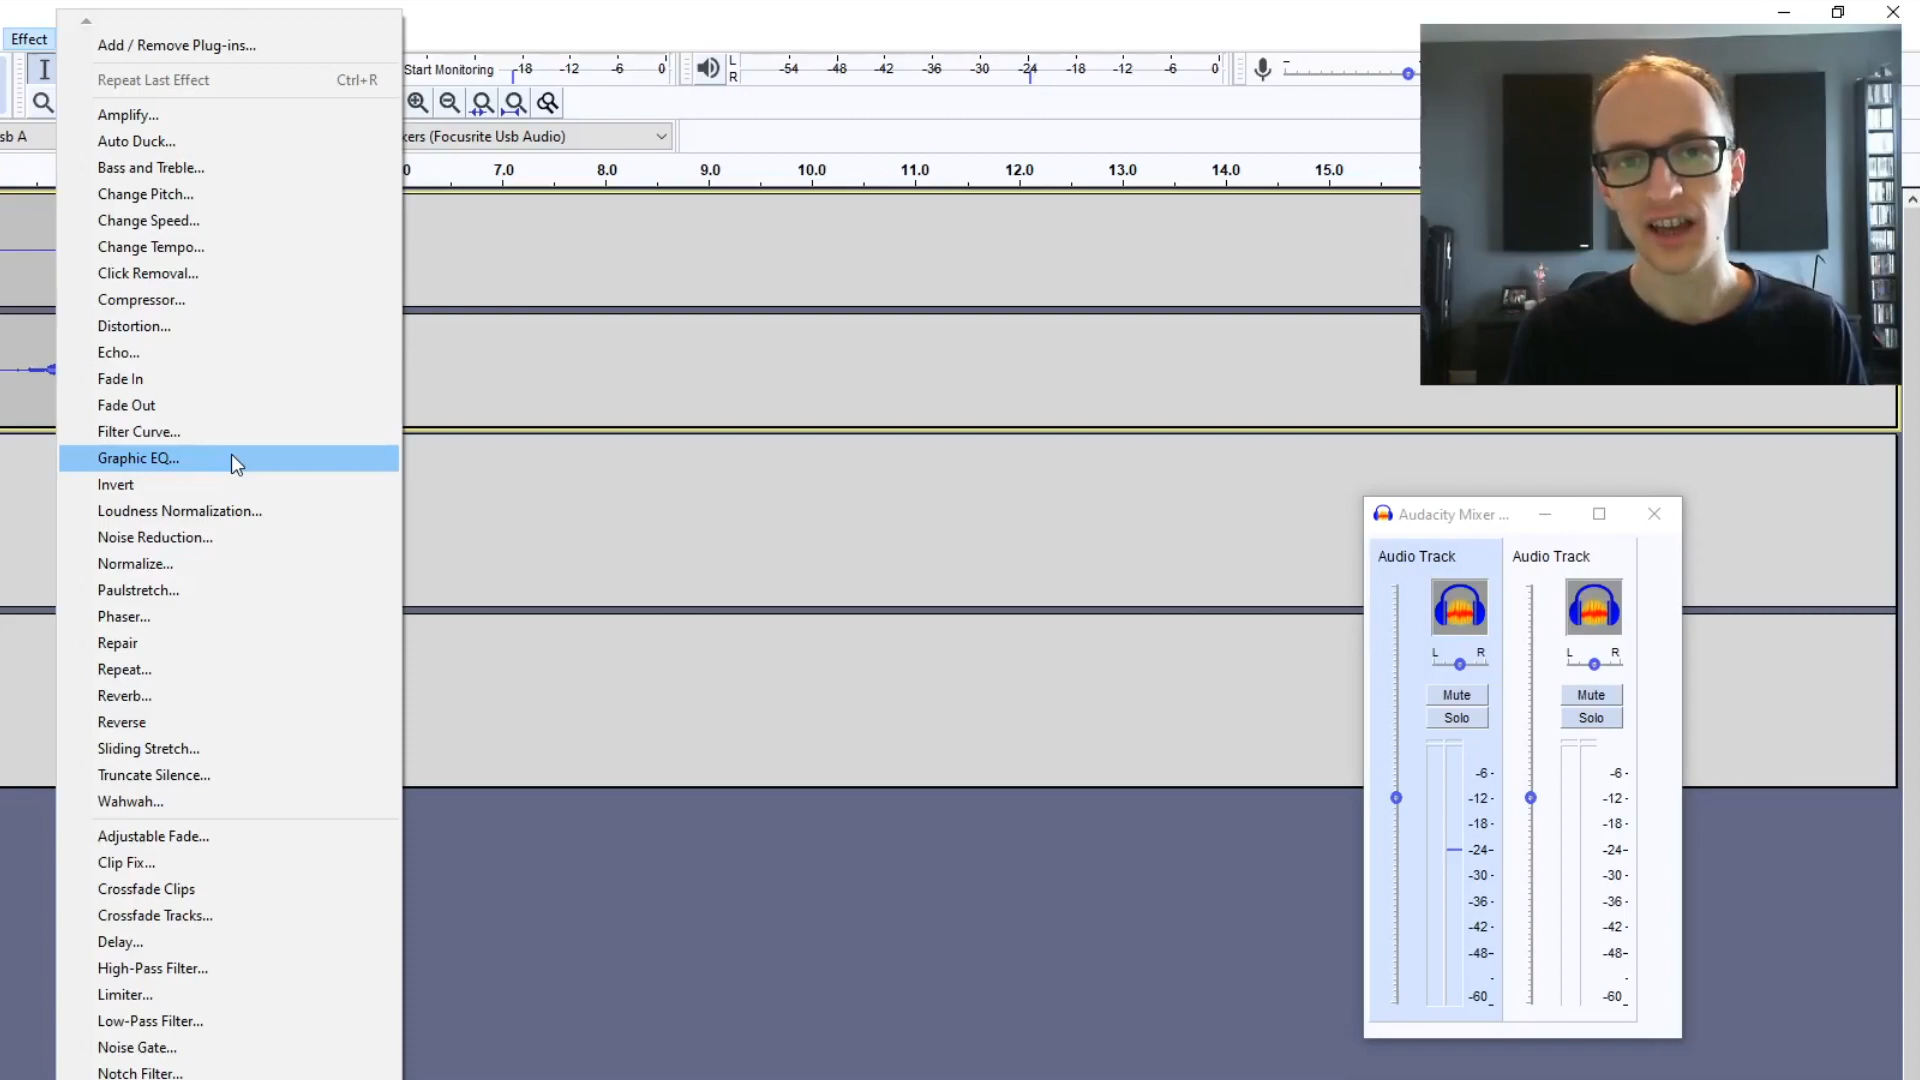 Effect
Add / Remove Plug-ins...
Repeat Last Effect Ctrl+R
Amplify...
Auto Duck...
Bass and Treble...
Change Pitch...
Change Speed...
Change Tempo...
Click Removal...
Compressor...
Distortion...
Echo...
Fade In
Fade Out
Filter Curve...
Graphic EQ...
Invert
Loudness Normalization...
Noise Reduction...
Normalize...
Paulstretch...
Phaser...
Repair
Repeat...
Reverb...
Reverse
Sliding Stretch...
Truncate Silence...
Wahwah...
Adjustable Fade...
Clip Fix...
Crossfade Clips
Crossfade Tracks...
Delay...
High-Pass Filter...
Limiter...
Low-Pass Filter...
Noise Gate...
Notch Filter...
Start Monitoring -18 -12 -6 0
L
R
-54 -48 -42 -36 -30 -24 -18 -12 -6 0
sb A
kers (Focusrite Usb Audio)
0 7.0 8.0 9.0 10.0 11.0 12.0 13.0 14.0 15.0
Audacity Mixer ...
Audio Track Audio Track
L R L R
Mute Mute
Solo Solo
-6 -6
-12 -12
-18 -18
-24 -24
-30 -30
-36 -36
-42 -42
-48 -48
-60 -60